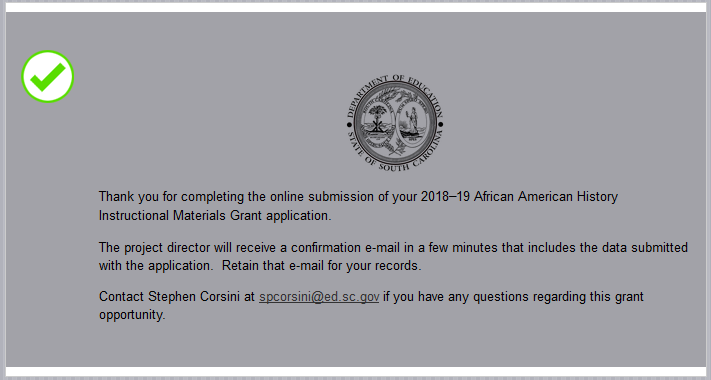 DEPARTMENT OF EDUCATION
STATE OF SOUTH CAROLINA
Thank you for completing the online submission of your 2018–19 African American History
Instructional Materials Grant application.
The project director will receive a confirmation e-mail in a few minutes that includes the data submitted
with the application.  Retain that e-mail for your records.
Contact Stephen Corsini at spcorsini@ed.sc.gov if you have any questions regarding this grant
opportunity.